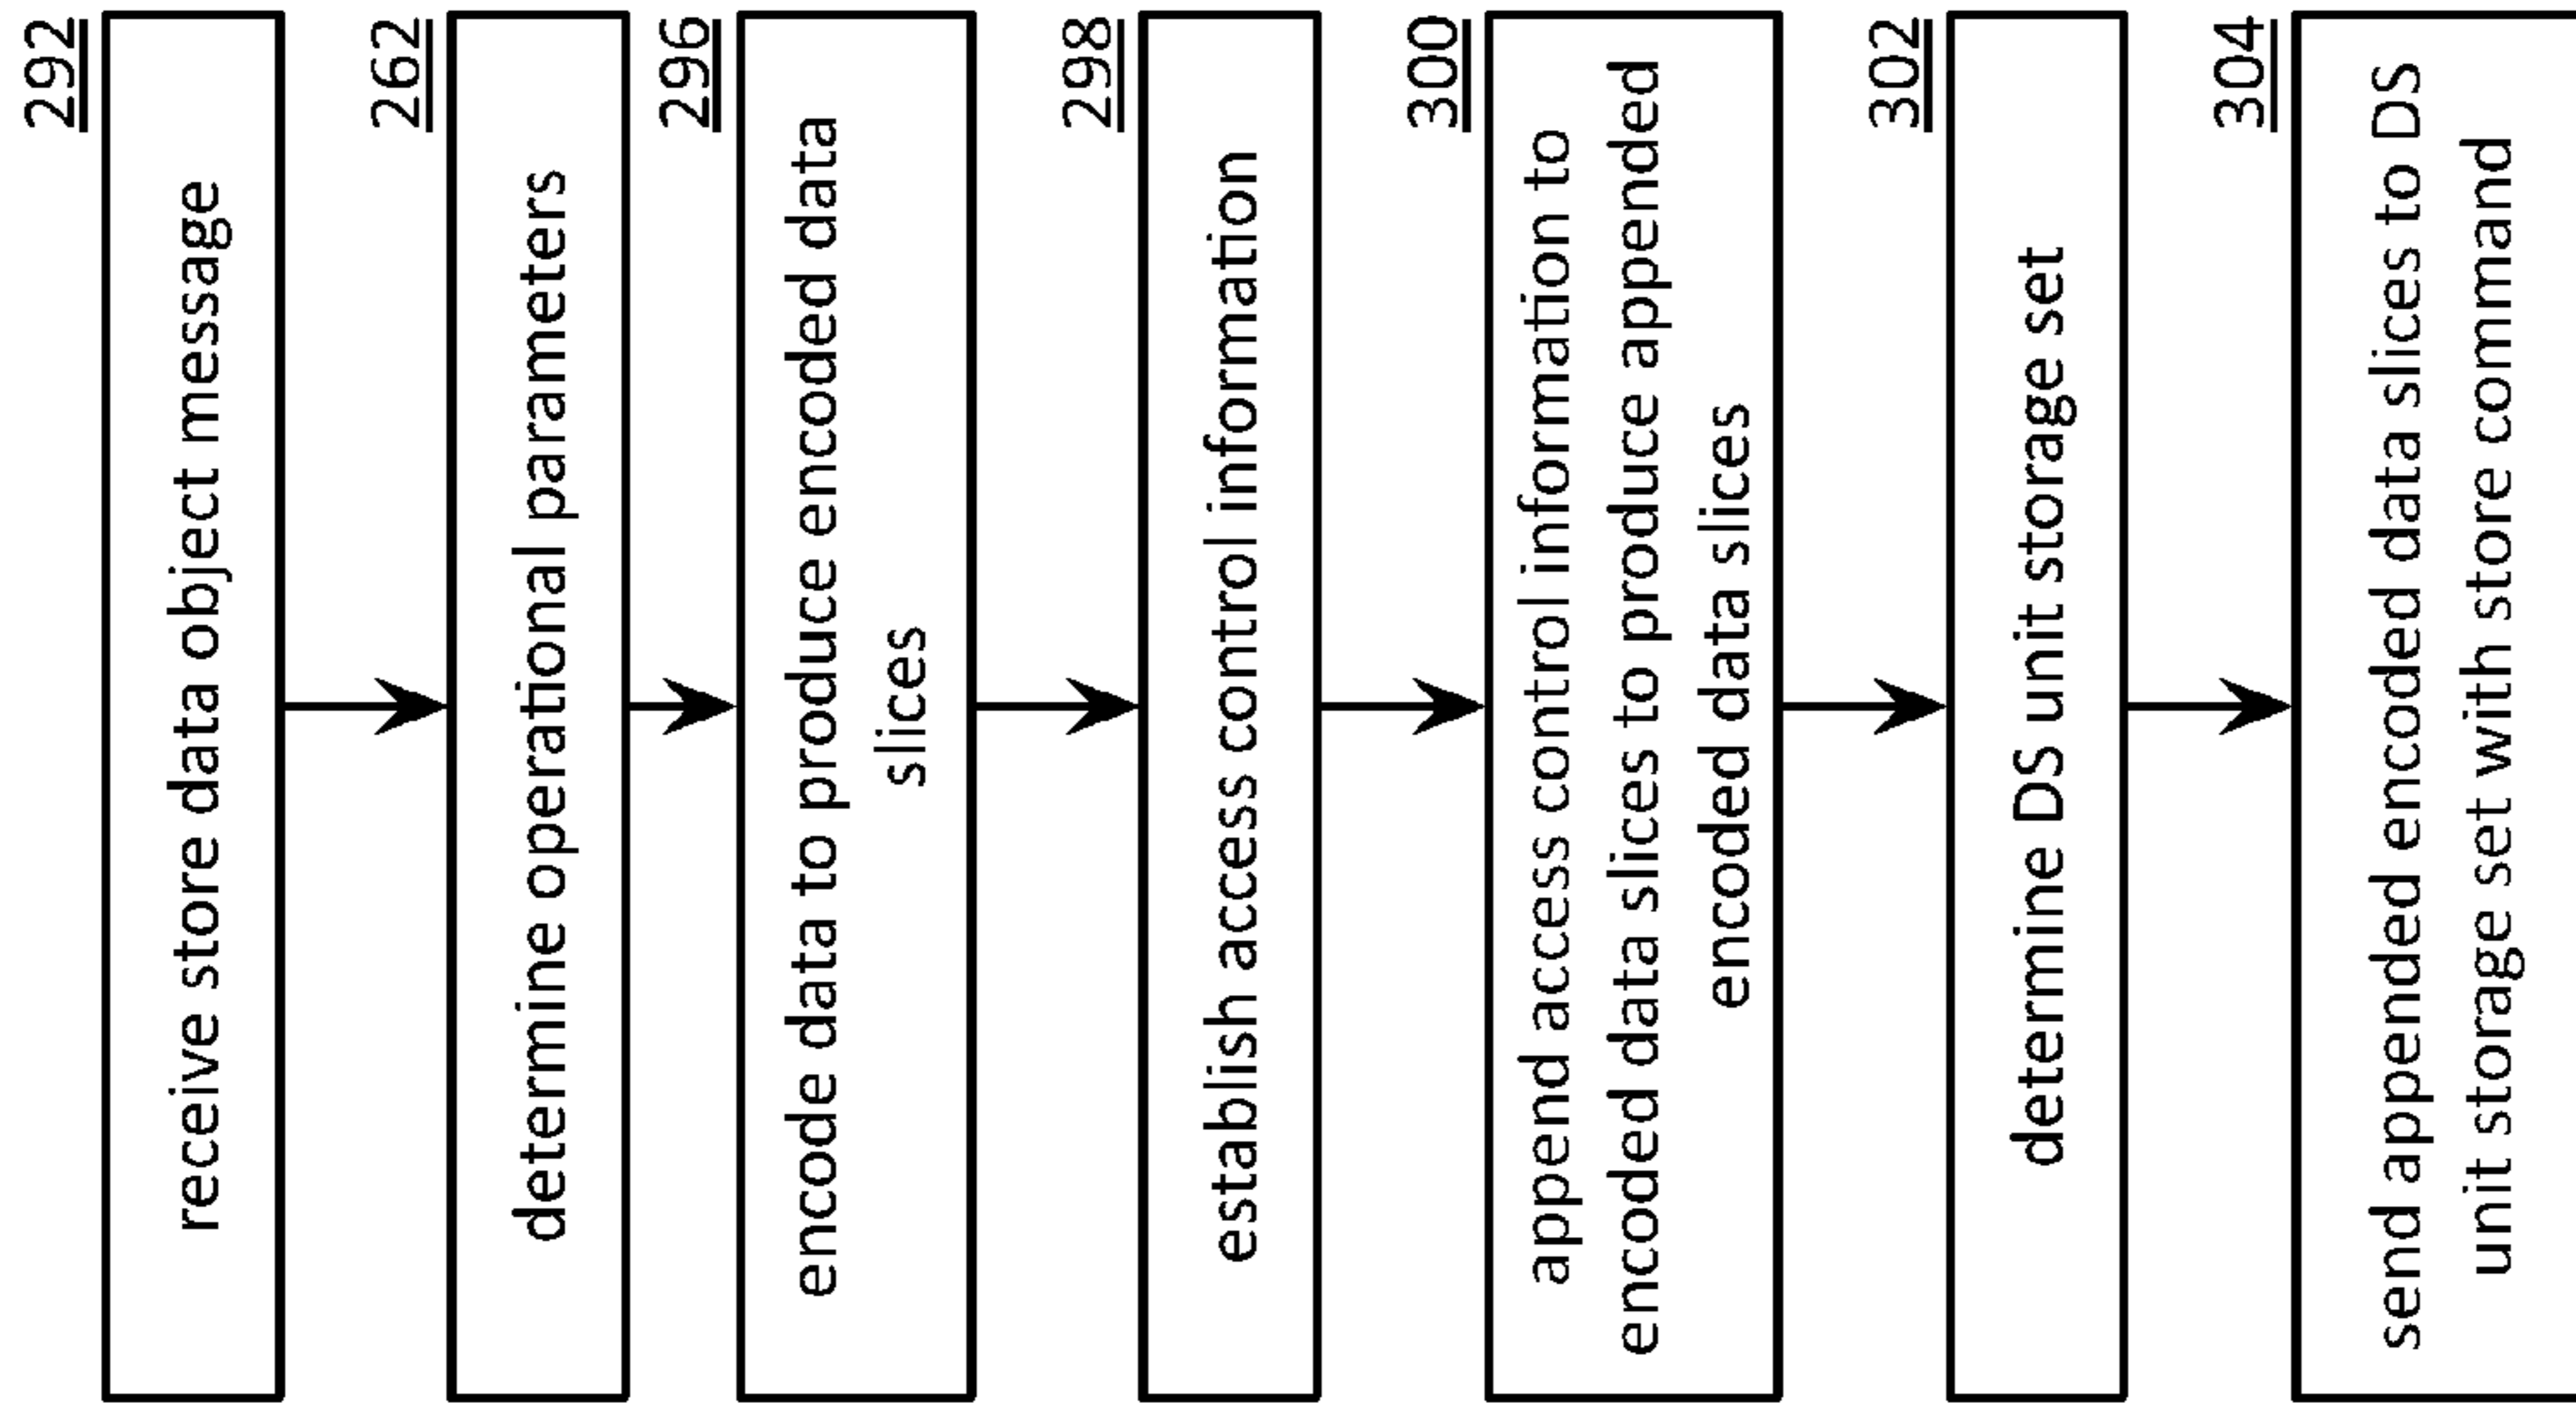 292
receive store data object message
262
determine operational parameters
296
encode data to produce encoded data
slices
298
establish access control information
300
append access control information to
encoded data slices to produce appended
encoded data slices
302
determine DS unit storage set
304
send appended encoded data slices to DS
unit storage set with store command